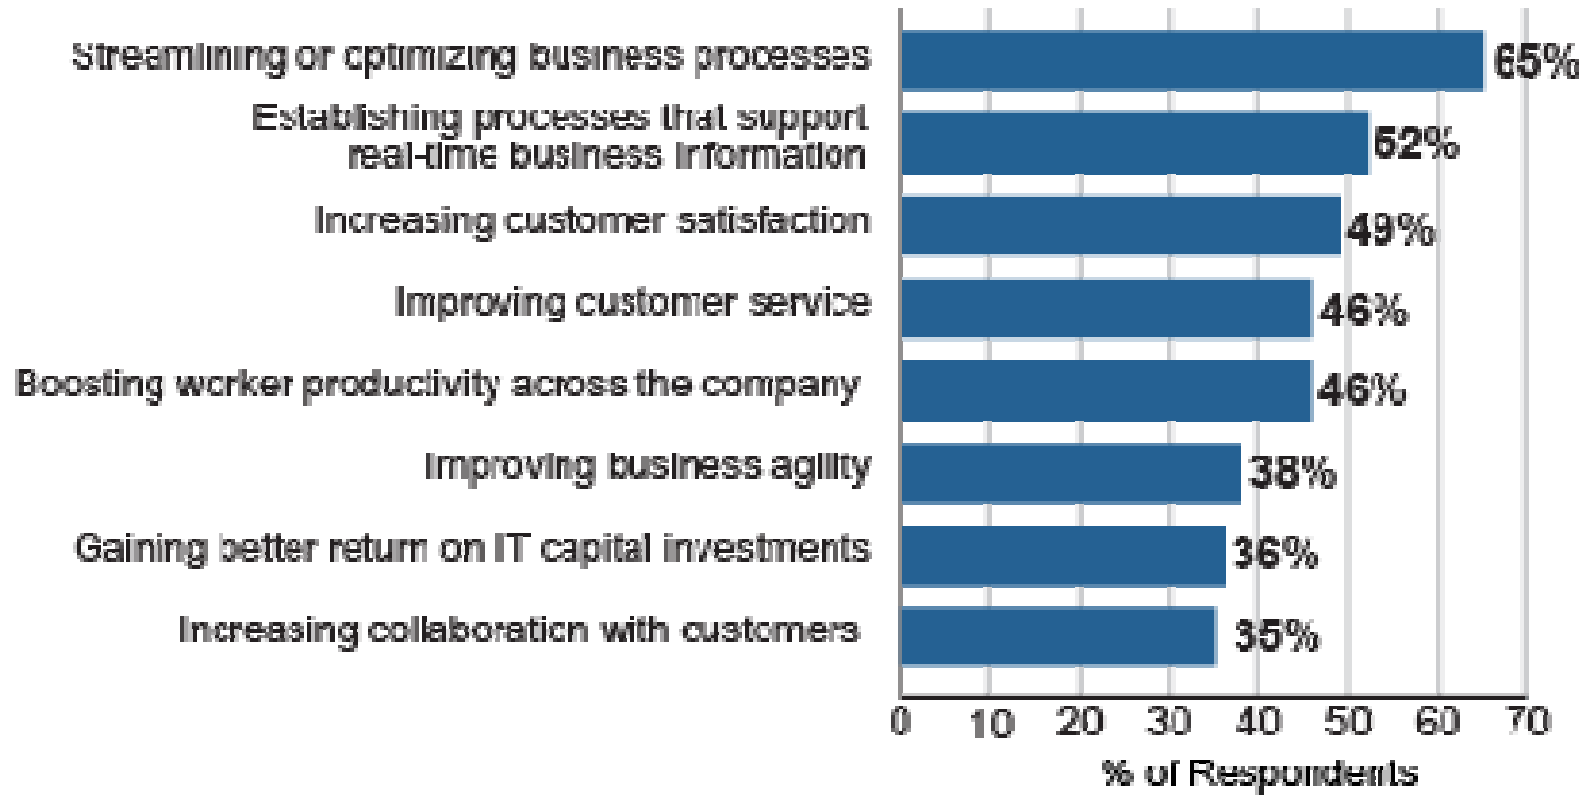 Streamlining or optimizing business processes
65%
Establishing processes that support
real-time business information
52%
Increasing customer satisfaction
49%
Improving customer service
46%
Boosting worker productivity across the company
46%
Improving business agility
38%
Gaining better return on IT capital investments
36%
Increasing collaboration with customers
35%
0 10 20 30 40 50 60 70
% of Respondents